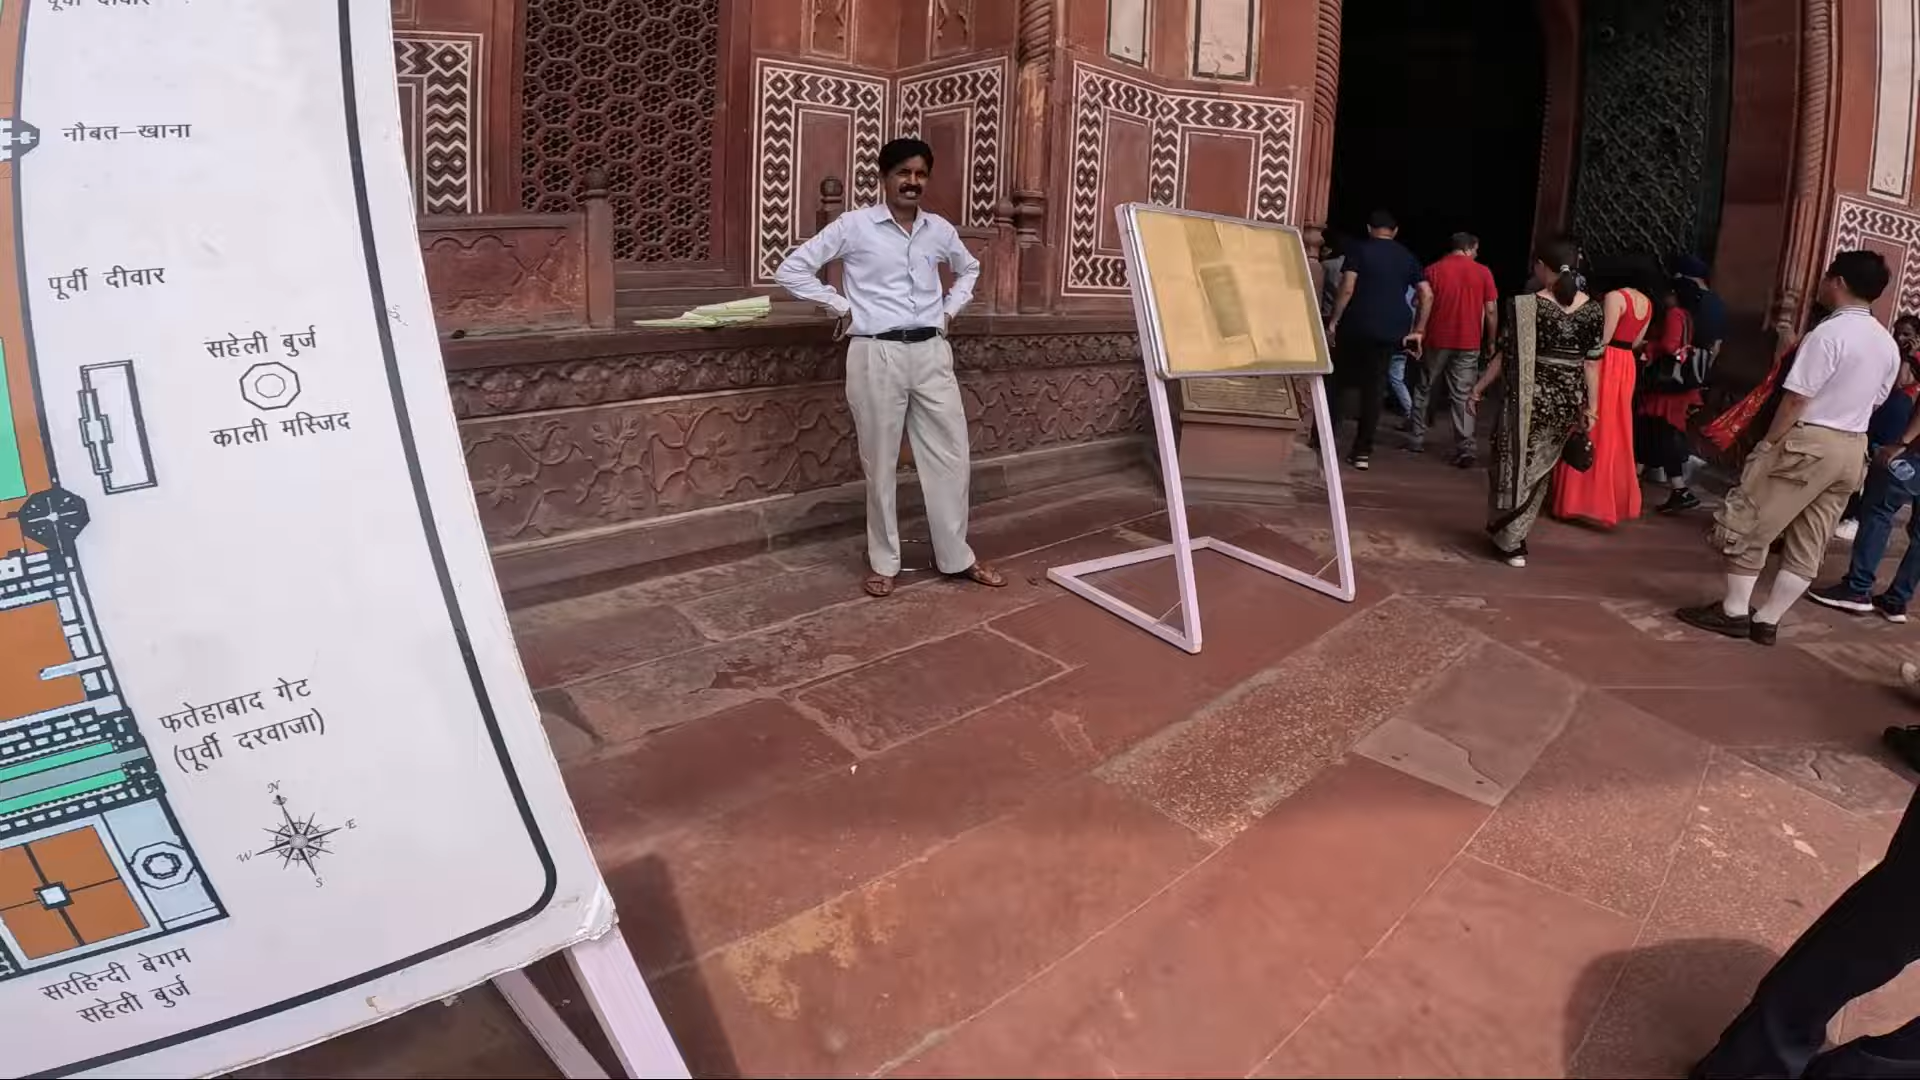 नौबत–खाना
पूर्वी दीवार
सहेली बुर्ज
काली मस्जिद
फतेहाबाद गेट
(पूर्वी दरवाजा)
N
W E
S
सरहिन्दी बेगम
सहेली बुर्ज